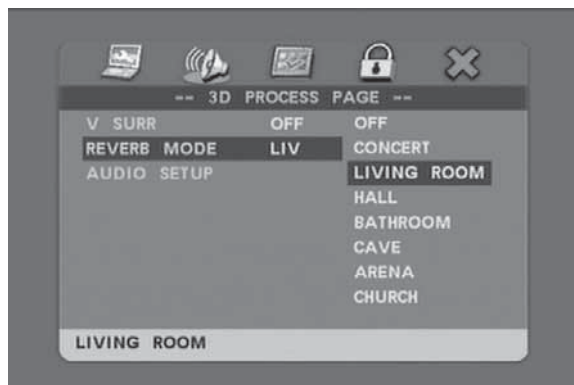 -- 3D PROCESS PAGE --
V SURR OFF OFF
REVERB MODE LIV CONCERT
AUDIO SETUP LIVING ROOM
HALL
BATHROOM
CAVE
ARENA
CHURCH
LIVING ROOM